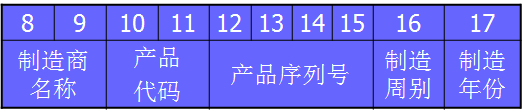 8 9 10 11 12 13 14 15 16 17
制造商 产品 产品序列号 制造 制造
名称 代码 周别 年份